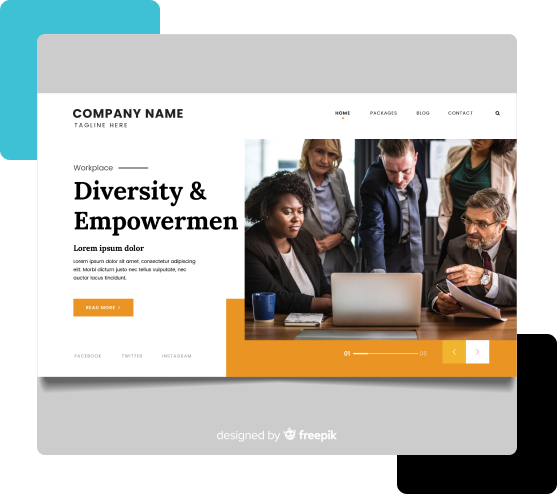 COMPANY NAME
TAGLINE HERE
HOME PACKAGES BLOG CONTACT
Workplace
Diversity &
Empowermen
Lorem ipsum dolor
Lorem ipsum dolor sit amet, consectetur adipiscing
elit. Morbi dictum justo nec tellus vulputate, nec
auctor lacus tincidunt.
READ MORE >
FACEBOOK TWITTER INSTAGRAM
01 06
designed by freepik